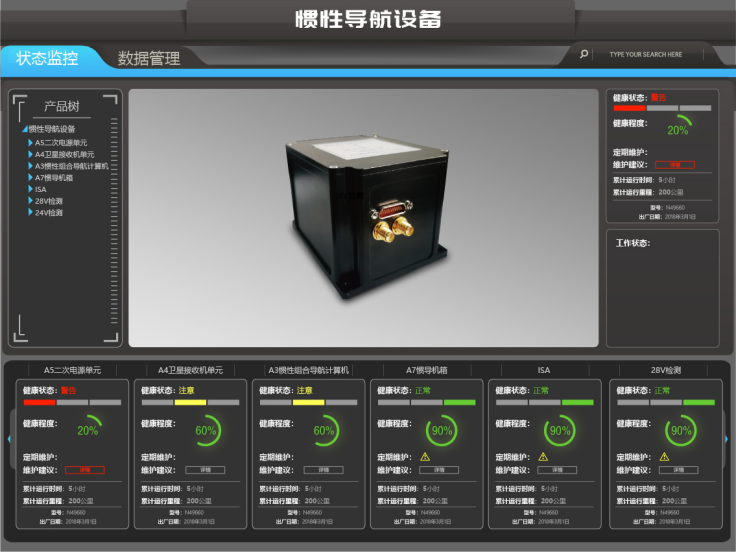 惯性导航设备
状态监控
数据管理
TYPE YOUR SEARCH HERE
产品树
惯性导航设备
A5二次电源单元
A4卫星接收机单元
A3惯性组合导航计算机
A7惯导机箱
ISA
28V检测
24V检测
健康状态：警告
健康程度：
20%
定期维护：
维护建议： 详情
累计运行时间：5小时
累计运行里程：200公里
型号：N49660
出厂日期：2018年3月1日
工作状态：
A5二次电源单元
健康状态：警告
健康程度：
20%
定期维护：
维护建议： 详情
累计运行时间：5小时
累计运行里程：200公里
型号：N49660
出厂日期：2018年3月1日
A4卫星接收机单元
健康状态：注意
健康程度：
60%
定期维护：
维护建议： 详情
累计运行时间：5小时
累计运行里程：200公里
型号：N49660
出厂日期：2018年3月1日
A3惯性组合导航计算机
健康状态：注意
健康程度：
60%
定期维护：
维护建议： 详情
累计运行时间：5小时
累计运行里程：200公里
型号：N49660
出厂日期：2018年3月1日
A7惯导机箱
健康状态：正常
健康程度：
90%
定期维护：
维护建议： 详情
累计运行时间：5小时
累计运行里程：200公里
型号：N49660
出厂日期：2018年3月1日
ISA
健康状态：正常
健康程度：
90%
定期维护：
维护建议： 详情
累计运行时间：5小时
累计运行里程：200公里
型号：N49660
出厂日期：2018年3月1日
28V检测
健康状态：正常
健康程度：
90%
定期维护：
维护建议： 详情
累计运行时间：5小时
累计运行里程：200公里
型号：N49660
出厂日期：2018年3月1日